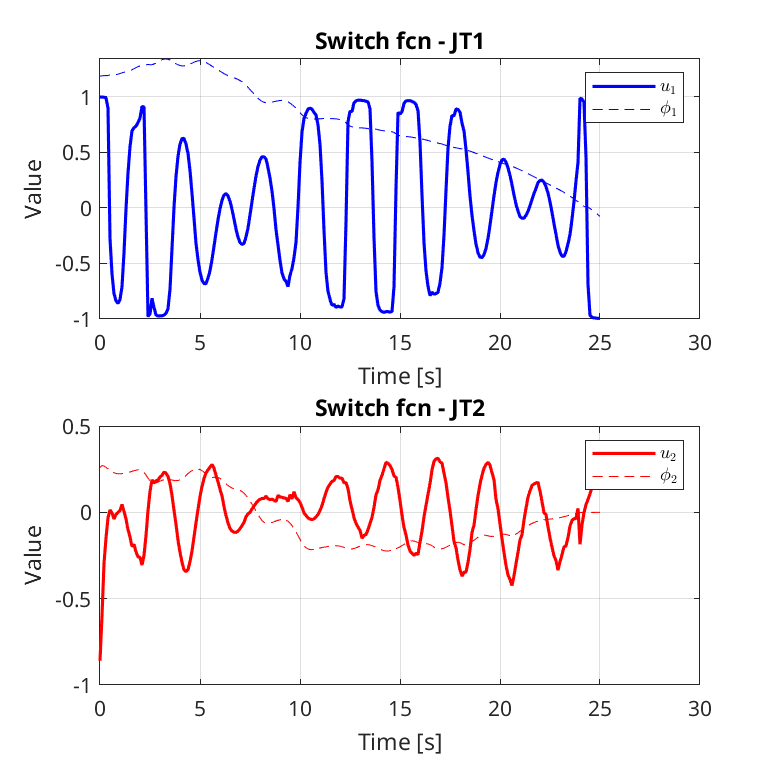 Switch fcn - JT1
Value
1
0.5
0
-0.5
-1
u₁
ϕ₁
0 5 10 15 20 25 30
Time [s]
Switch fcn - JT2
Value
0.5
0
-0.5
-1
u₂
ϕ₂
0 5 10 15 20 25 30
Time [s]